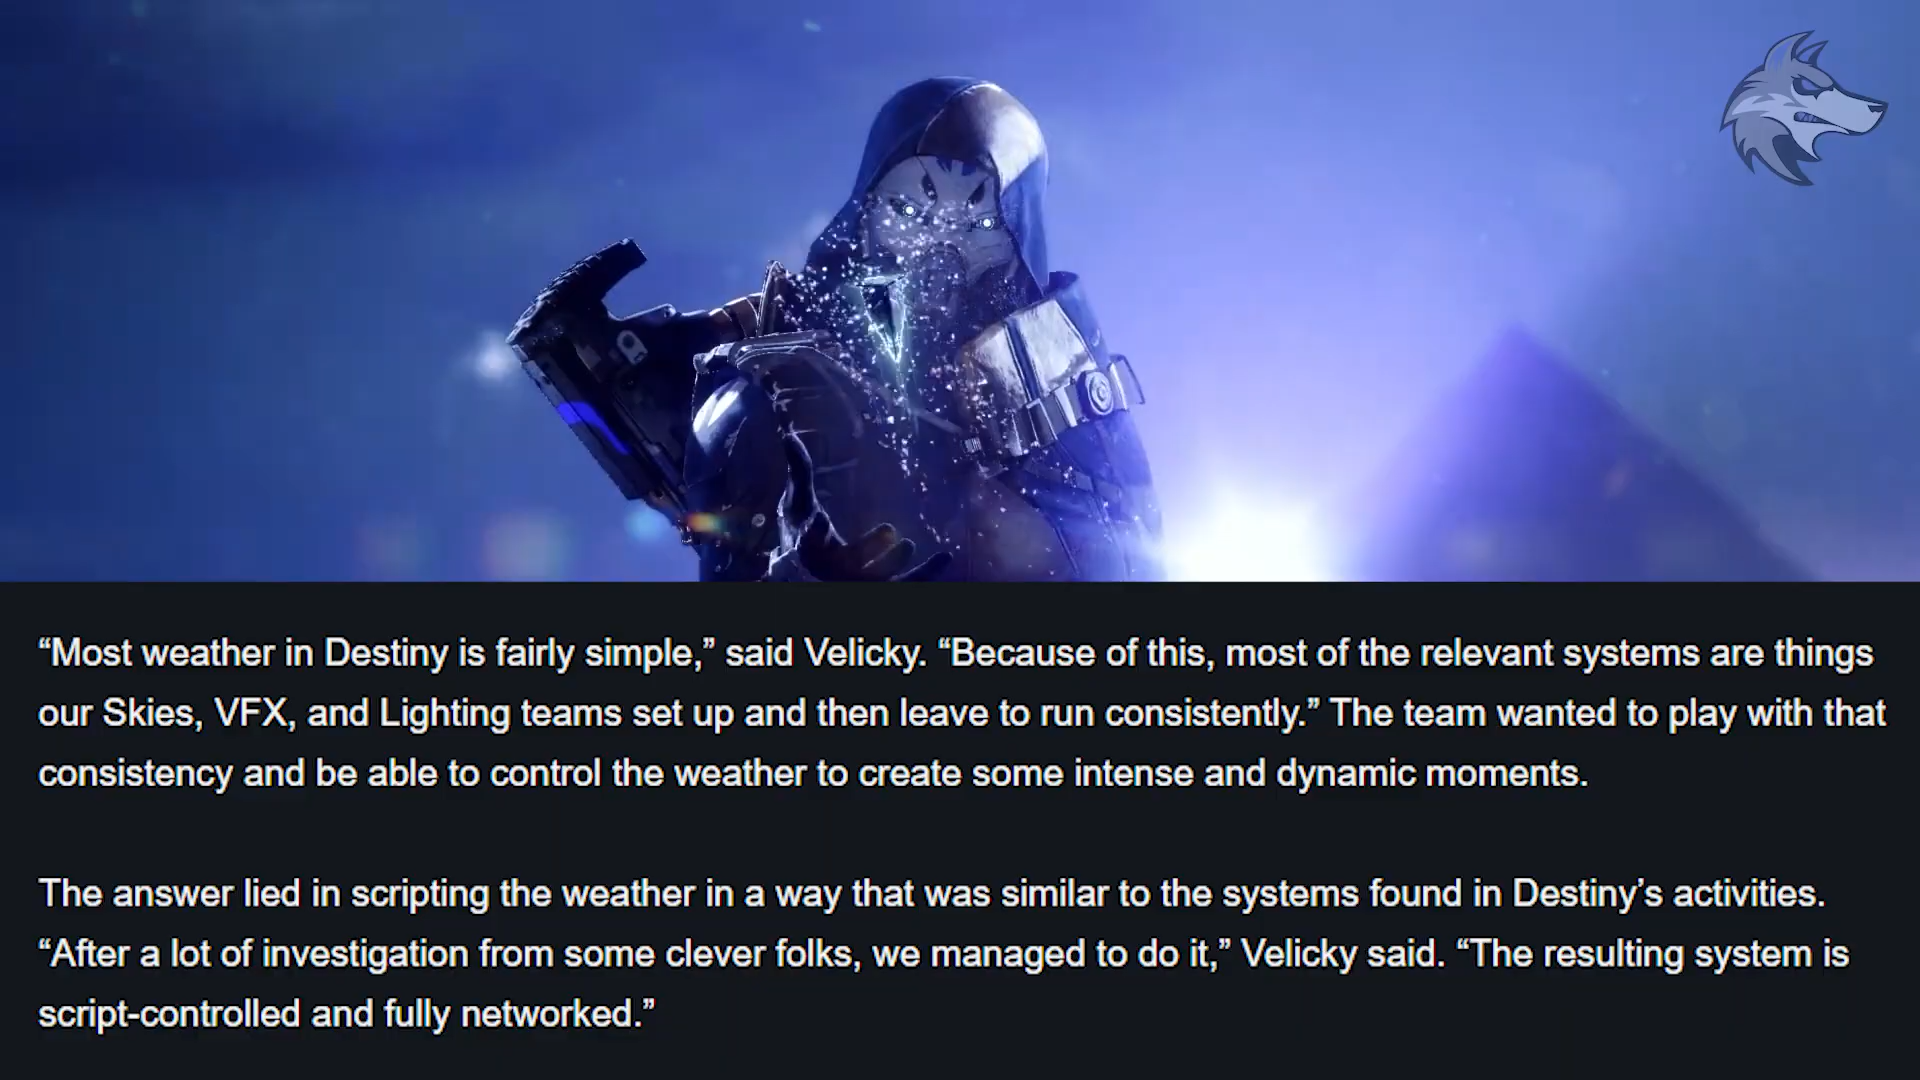 “Most weather in Destiny is fairly simple,” said Velicky. “Because of this, most of the relevant systems are things
our Skies, VFX, and Lighting teams set up and then leave to run consistently.” The team wanted to play with that
consistency and be able to control the weather to create some intense and dynamic moments.
The answer lied in scripting the weather in a way that was similar to the systems found in Destiny’s activities.
“After a lot of investigation from some clever folks, we managed to do it,” Velicky said. “The resulting system is
script-controlled and fully networked.”